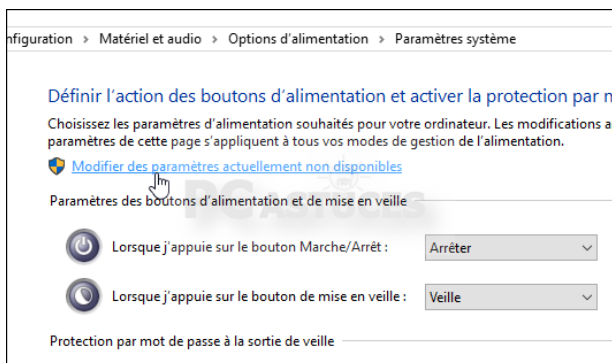 nfiguration > Matériel et audio > Options d'alimentation > Paramètres système
Définir l'action des boutons d'alimentation et activer la protection par
Choisissez les paramètres d'alimentation souhaités pour votre ordinateur. Les modifications a
paramètres de cette page s'appliquent à tous vos modes de gestion de l'alimentation.
Modifier des paramètres actuellement non disponibles
PC ASTUCES
Paramètres des boutons d'alimentation et de mise en veille
Lorsque j'appuie sur le bouton Marche/Arrêt : Arrêter
Lorsque j'appuie sur le bouton de mise en veille : Veille
Protection par mot de passe à la sortie de veille